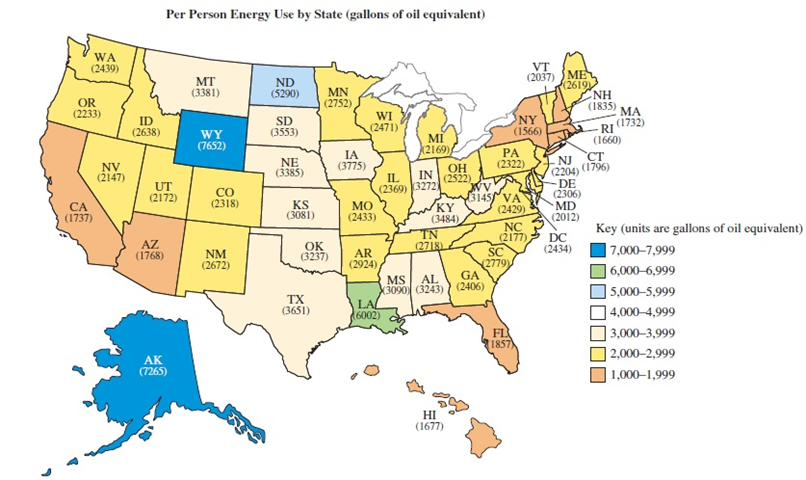 Per Person Energy Use by State (gallons of oil equivalent)
WA
(2439)
OR
(2233)
CA
(1737)
ID
(2638)
NV
(2147)
AZ
(1768)
UT
(2172)
MT
(3381)
WY
(7652)
CO
(2318)
NM
(2672)
ND
(5290)
SD
(3553)
NE
(3385)
KS
(3081)
OK
(3237)
TX
(3651)
MN
(2752)
IA
(3775)
MO
(2433)
AR
(2924)
LA
(6002)
WI
(2471)
IL
(2369)
MI
(2169)
IN
(3272)
OH
(2522)
KY
(3484)
TN
(2718)
MS
(3090)
AL
(3243)
GA
(2406)
FL
(1857)
SC
(2779)
NC
(2177)
VA
(2429)
WV
(3145)
PA
(2322)
NY
(1566)
VT
(2037)
ME
(2619)
NH
(1835)
MA
(1732)
RI
(1660)
CT
(1796)
NJ
(2204)
DE
(2306)
MD
(2012)
DC
(2434)
AK
(7265)
HI
(1677)
Key (units are gallons of oil equivalent)
7,000–7,999
6,000–6,999
5,000–5,999
4,000–4,999
3,000–3,999
2,000–2,999
1,000–1,999